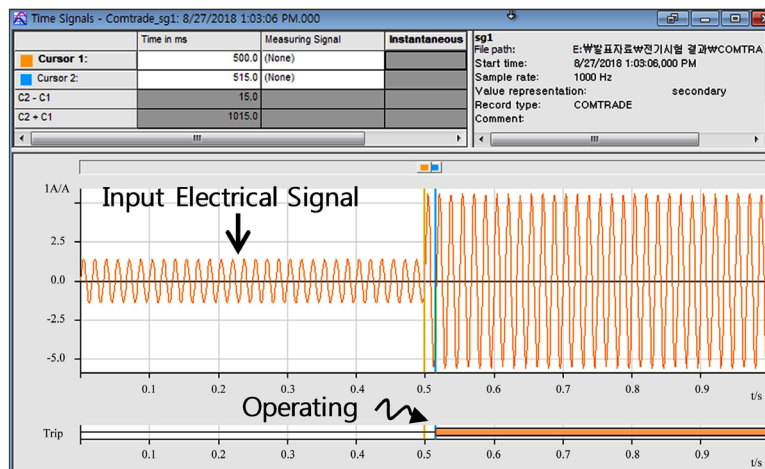 Time Signals - Comtrade_sg1: 8/27/2018 1:03:06 PM.000
Time in ms Measuring Signal Instantaneous
Cursor 1: 500.0 (None)
Cursor 2: 515.0 (None)
C2 - C1 15.0
C2 + C1 1015.0
sg1
File path: E:₩발표자료₩전기시험 결과₩COMTRA
Start time: 8/27/2018 1:03:06,000 PM
Sample rate: 1000 Hz
Value representation: secondary
Record type: COMTRADE
Comment:
1A/A
Input Electrical Signal
2.5
0.0
-2.5
-5.0
0.1 0.2 0.3 0.4 0.5 0.6 0.7 0.8 0.9 t/s
Operating
Trip
0.1 0.2 0.3 0.4 0.5 0.6 0.7 0.8 0.9 t/s